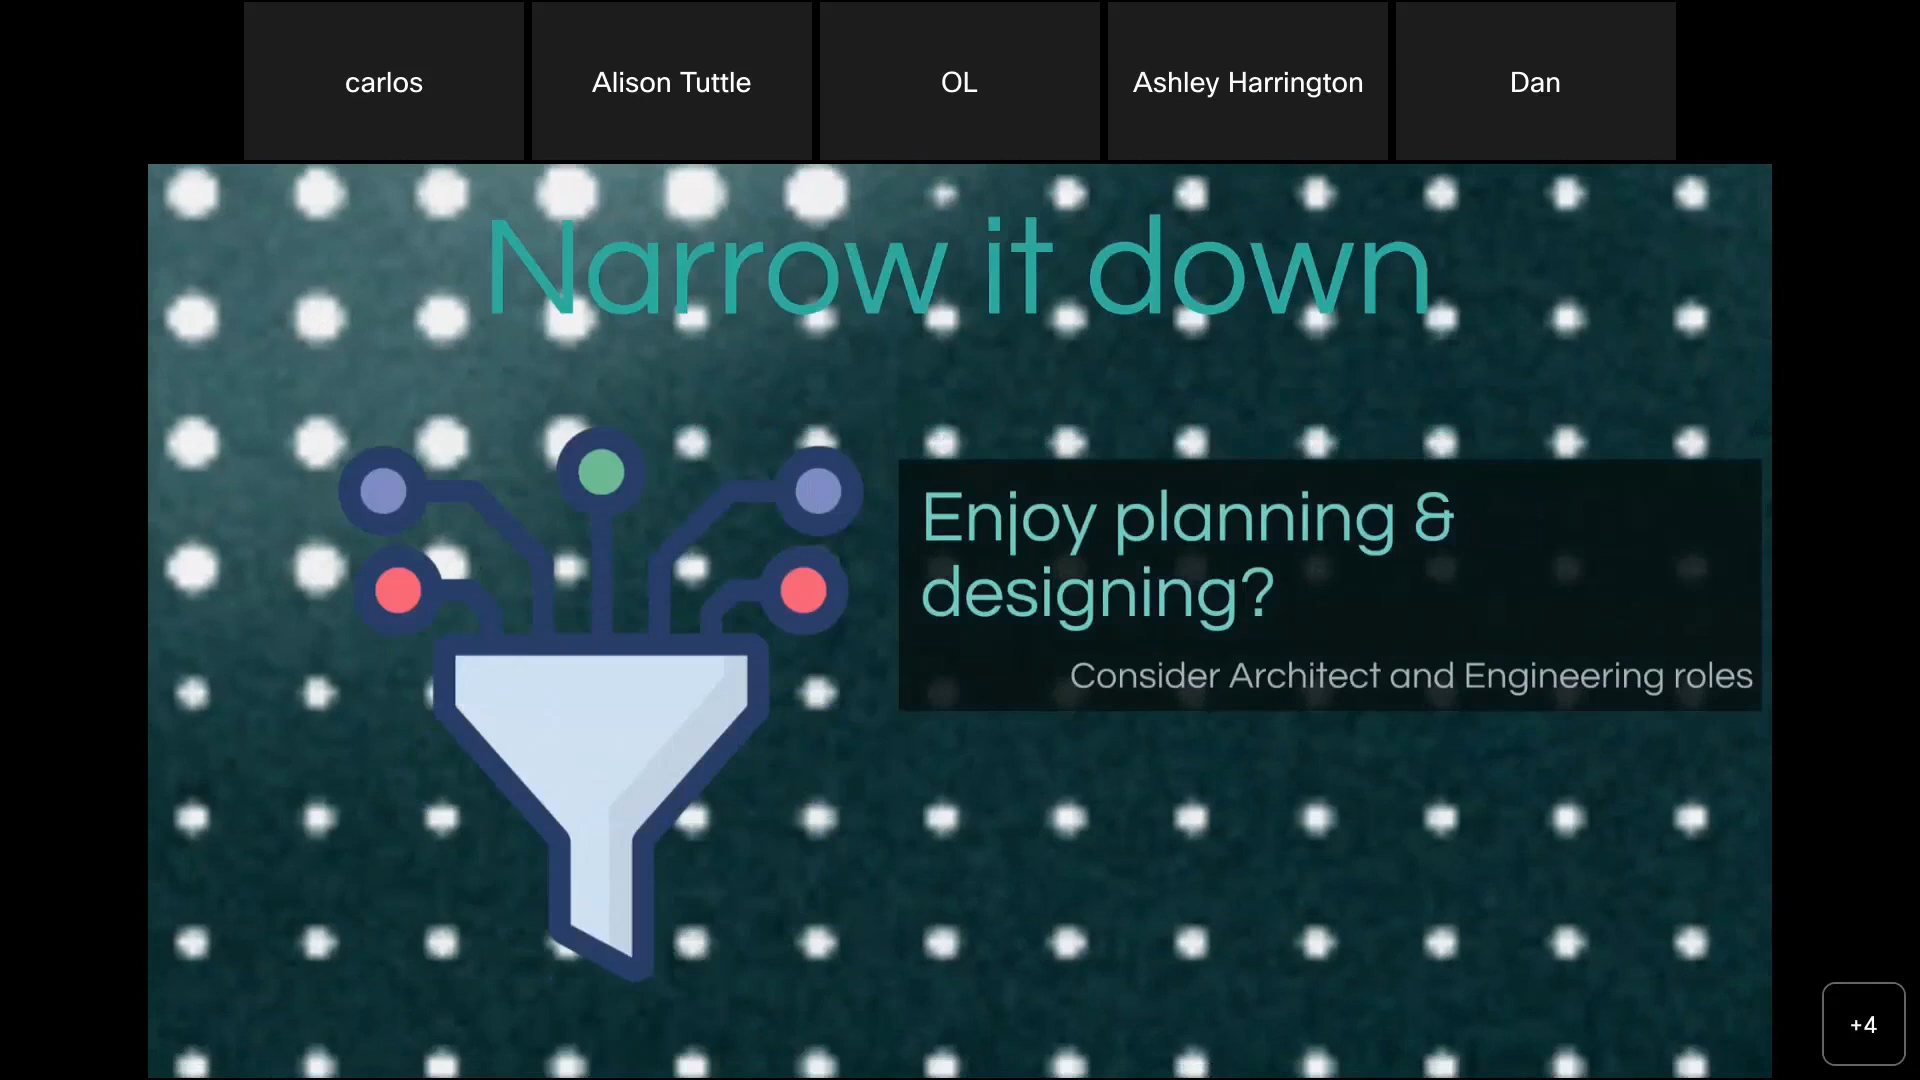 carlos
Alison Tuttle
OL
Ashley Harrington
Dan
Narrow it down
Enjoy planning &
designing?
Consider Architect and Engineering roles
+4